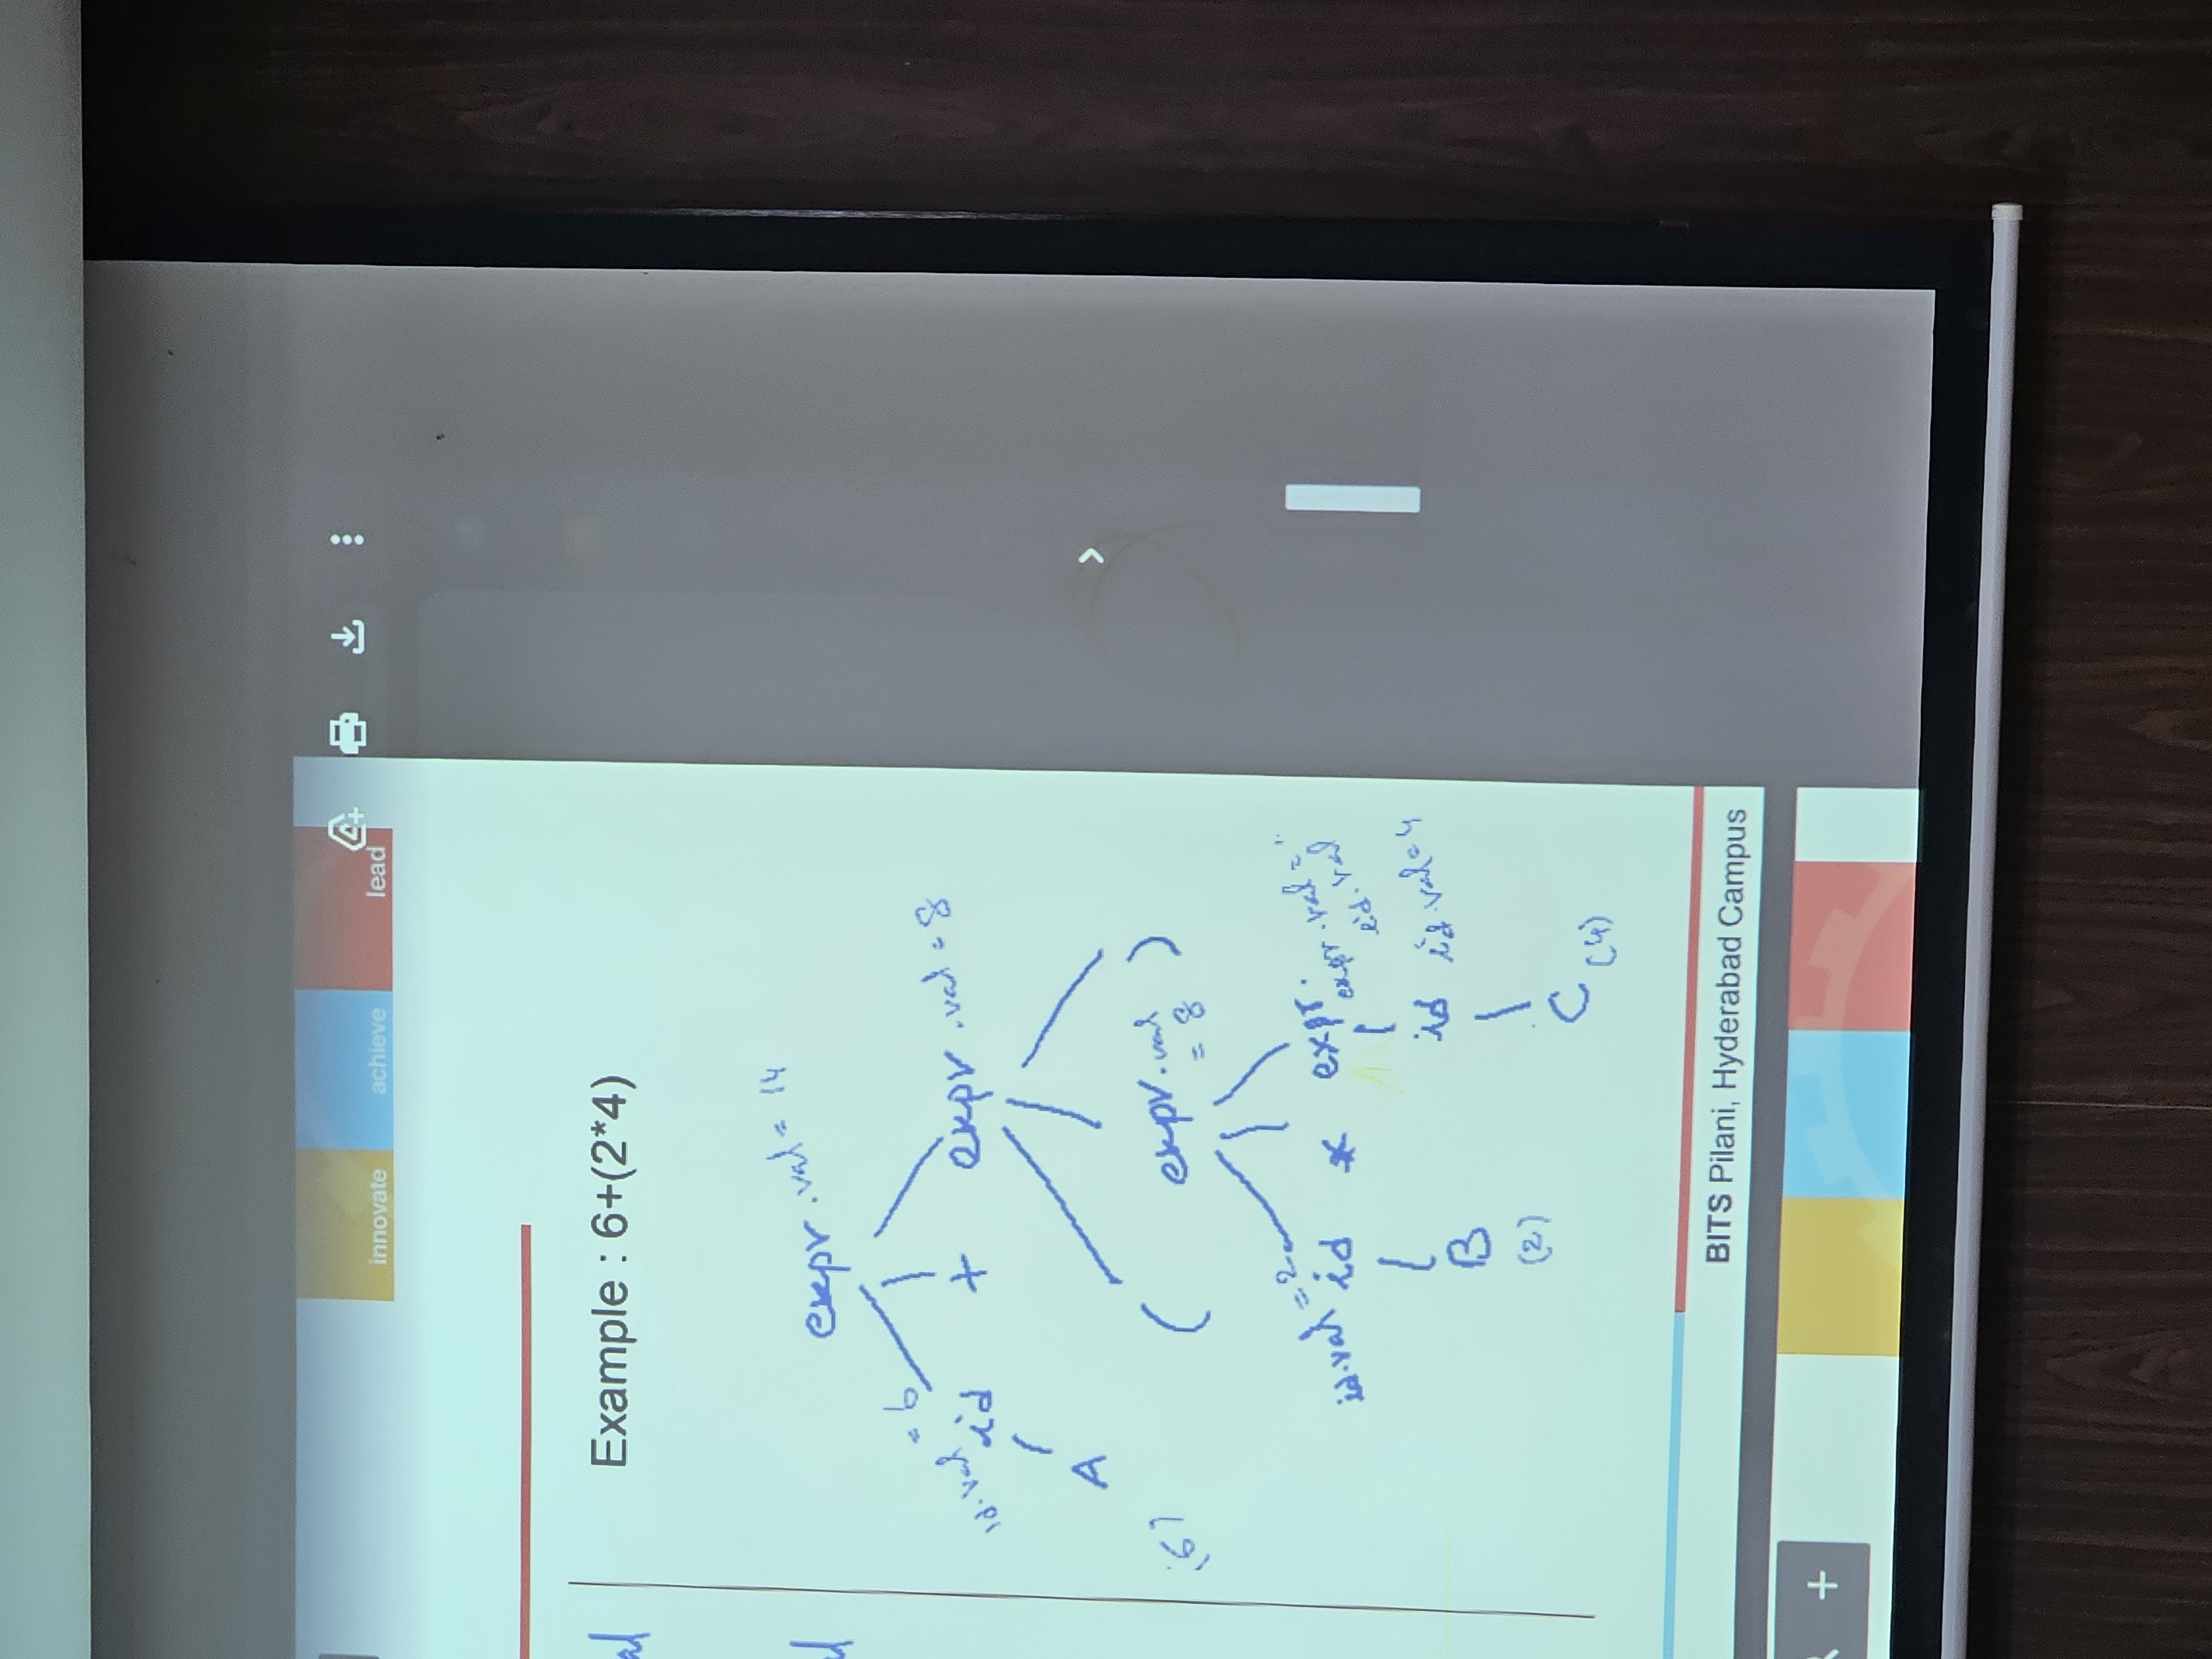 innovate achieve lead
Example : 6+(2*4)
expr.val = 14
id.val = 6
id + expr.val = 8
A
(6)
( expr.val )
= 8
id.val = 2
id * expr.
expr.val =
id.val
id id.val = 4
B
(2)
C (4)
BITS Pilani, Hyderabad Campus